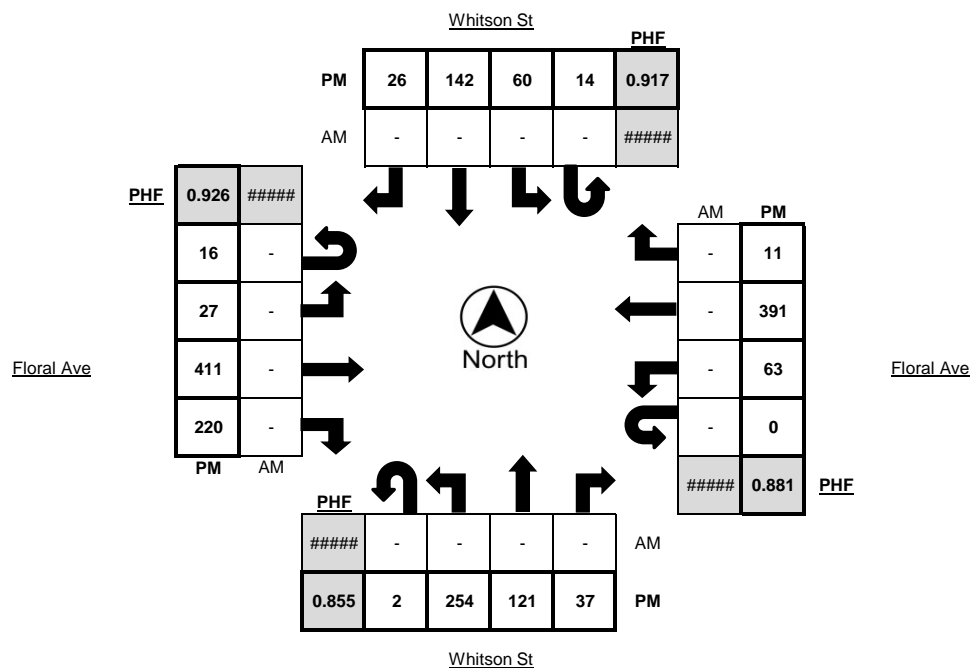 Whitson St
PHF
PM 26 142 60 14 0.917
AM - - - - #####
PHF 0.926 #####
16 -
27 -
411 -
220 -
PM AM
Floral Ave
North
AM PM
- 11
- 391
- 63
- 0
##### 0.881 PHF
Floral Ave
PHF
##### - - - - AM
0.855 2 254 121 37 PM
Whitson St